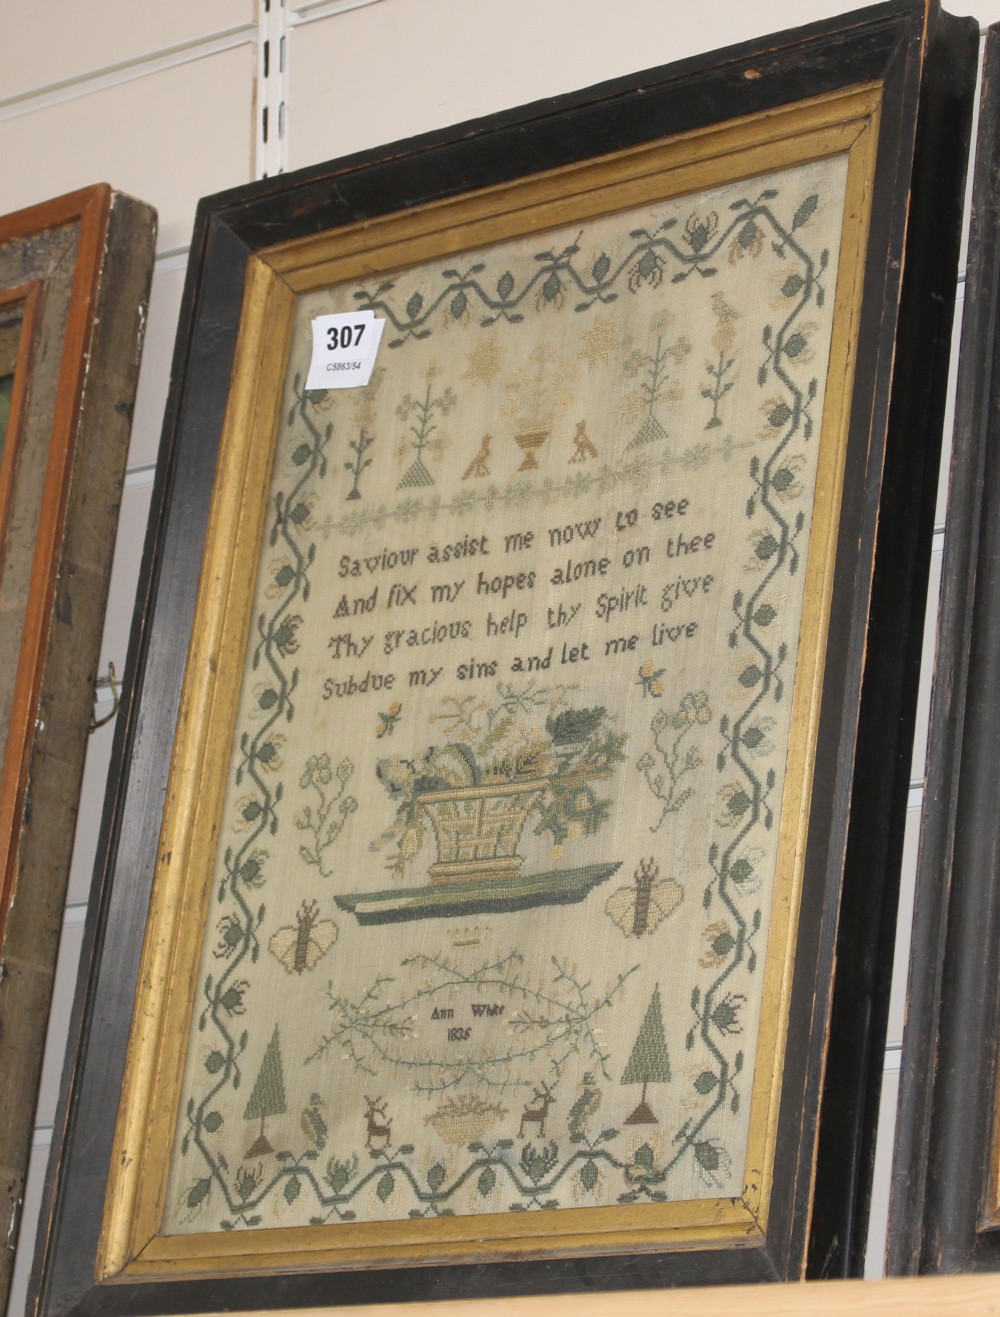 307
C5863/54
Saviour assist me now to see
And fix my hopes alone on thee
Thy gracious help thy Spirit give
Subdue my sins and let me live
Ann White
1835